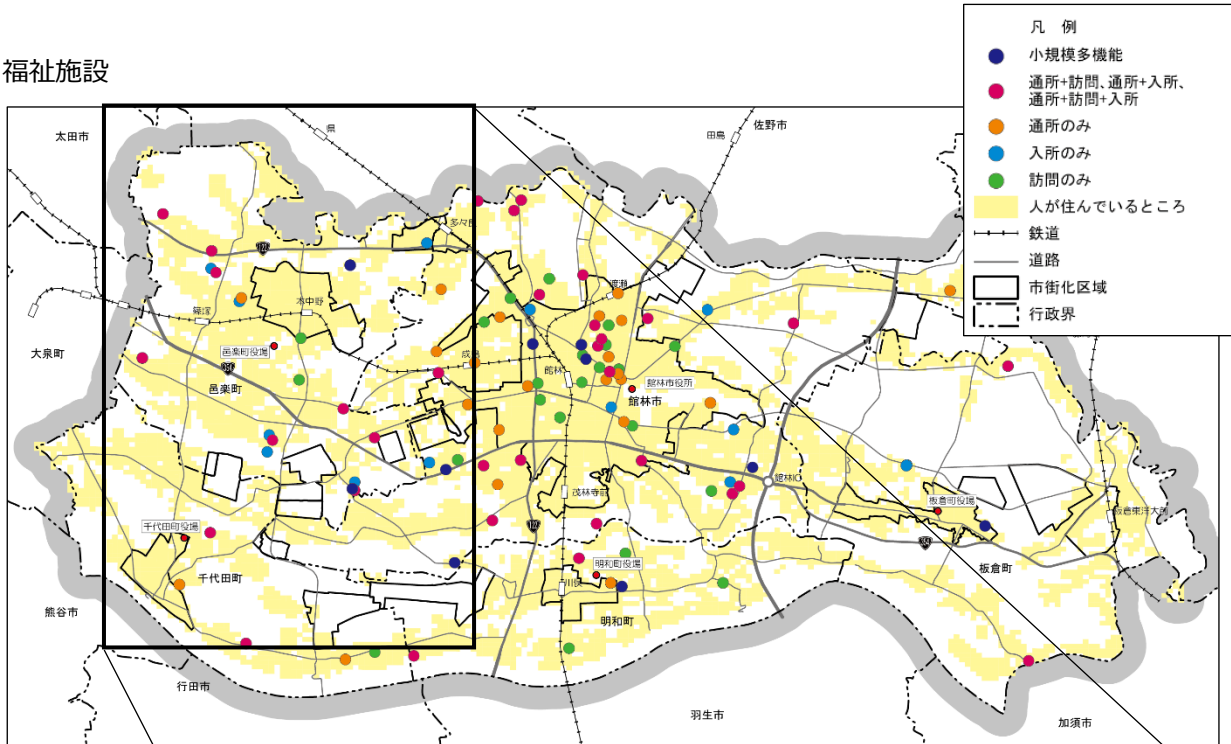 福祉施設
凡 例
小規模多機能
通所+訪問、通所+入所、
通所+訪問+入所
通所のみ
入所のみ
訪問のみ
人が住んでいるところ
鉄道
道路
市街化区域
行政界
太田市
県
田島
佐野市
多々良
122
渡瀬
篠塚
本中野
大泉町
邑楽町役場
354
成島
館林
邑楽町
館林市役所
館林市
館林IC
茂林寺前
板倉町役場
板倉東洋大前
千代田町役場
122
354
板倉町
千代田町
明和町役場
川俣
熊谷市
明和町
行田市
羽生市
加須市